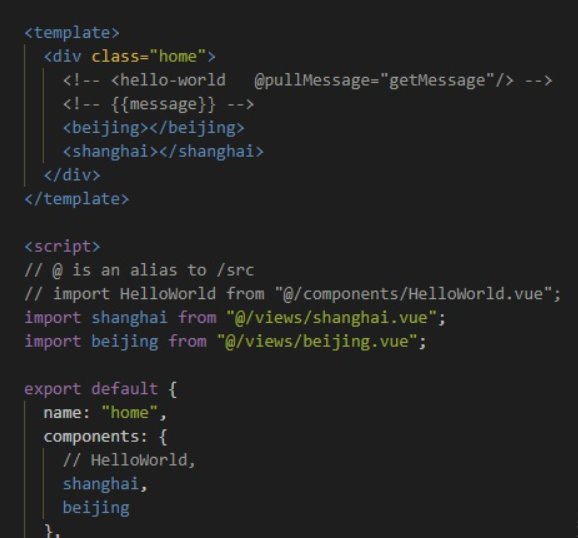 <template>
<div class="home">
<!-- <hello-world   @pullMessage="getMessage"/> -->
<!-- {{message}} -->
<beijing></beijing>
<shanghai></shanghai>
</div>
</template>
<script>
// @ is an alias to /src
// import HelloWorld from "@/components/HelloWorld.vue";
import shanghai from "@/views/shanghai.vue";
import beijing from "@/views/beijing.vue";
export default {
name: "home",
components: {
// HelloWorld,
shanghai,
beijing
},